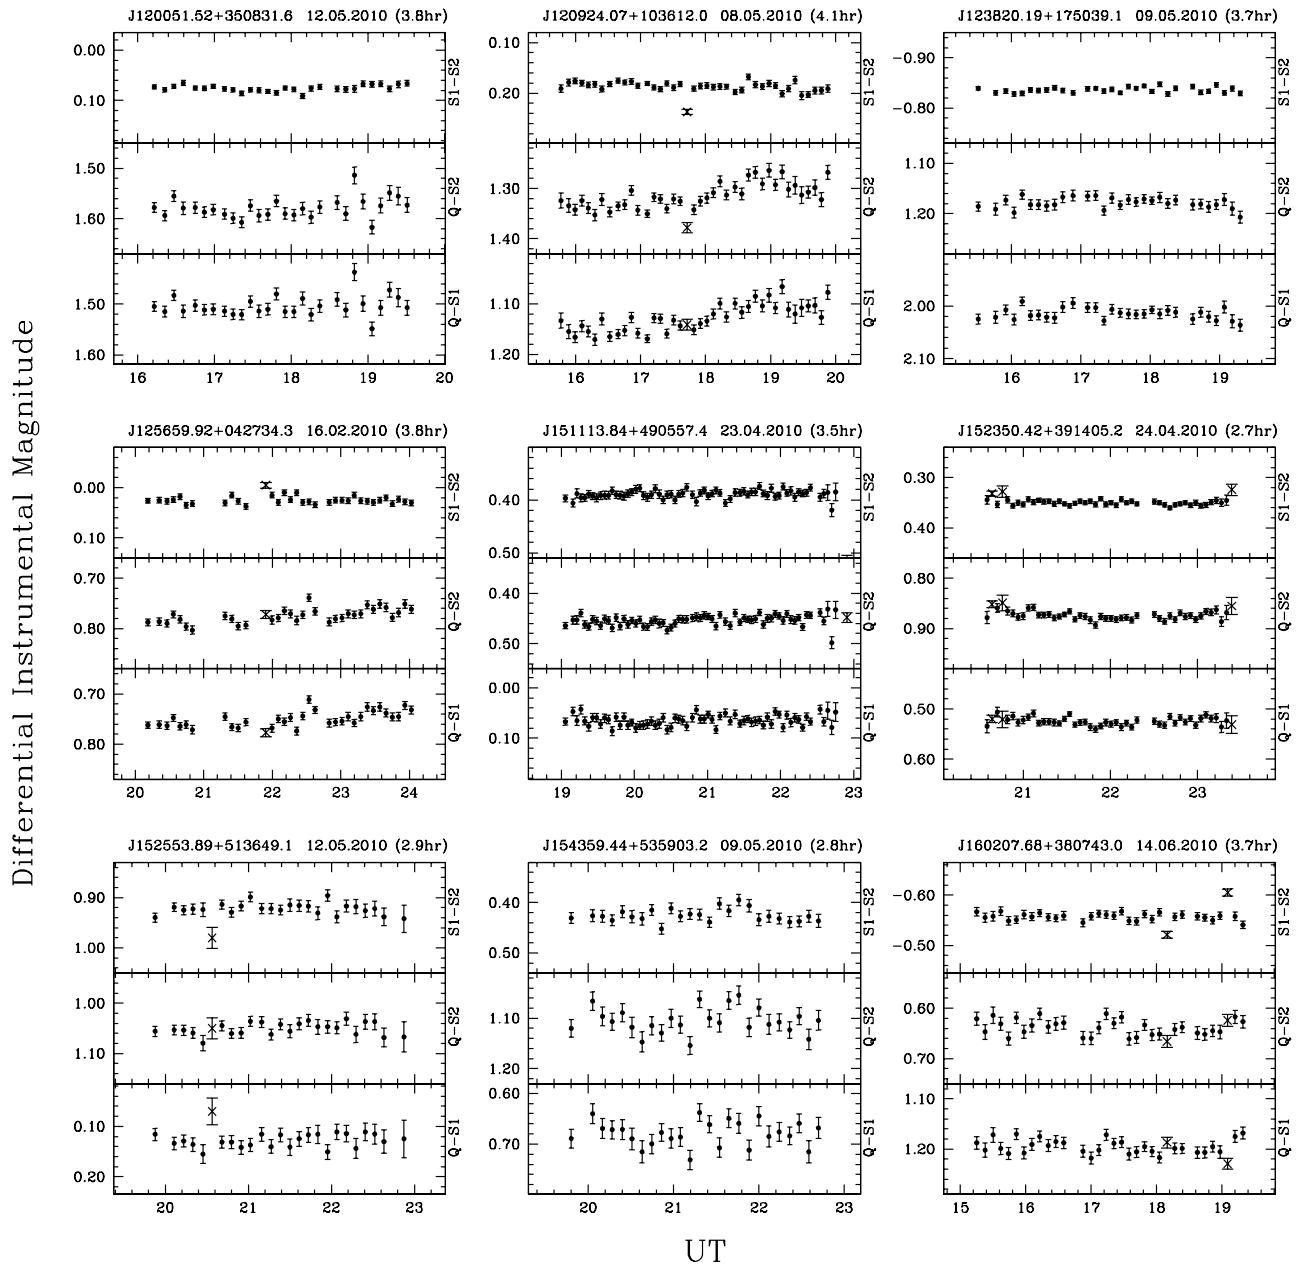 Differential Instrumental Magnitude
J120051.52+350831.6 12.05.2010 (3.8hr)
0.00
0.10
S1-S2
1.50
1.60
Q-S2
1.50
1.60
Q-S1
16 17 18 19 20
J120924.07+103612.0 08.05.2010 (4.1hr)
0.10
0.20
S1-S2
1.30
1.40
Q-S2
1.10
1.20
Q-S1
16 17 18 19 20
J123820.19+175039.1 09.05.2010 (3.7hr)
-0.90
-0.80
S1-S2
1.10
1.20
Q-S2
2.00
2.10
Q-S1
16 17 18 19
J125659.92+042734.3 16.02.2010 (3.8hr)
0.00
0.10
S1-S2
0.70
0.80
Q-S2
0.70
0.80
Q-S1
20 21 22 23 24
J151113.84+490557.4 23.04.2010 (3.5hr)
0.40
0.50
S1-S2
0.40
0.50
Q-S2
0.00
0.10
Q-S1
19 20 21 22 23
J152350.42+391405.2 24.04.2010 (2.7hr)
0.30
0.40
S1-S2
0.80
0.90
Q-S2
0.50
0.60
Q-S1
21 22 23
J152553.89+513649.1 12.05.2010 (2.9hr)
0.90
1.00
S1-S2
1.00
1.10
Q-S2
0.10
0.20
Q-S1
20 21 22 23
J154359.44+535903.2 09.05.2010 (2.8hr)
0.40
0.50
S1-S2
1.10
1.20
Q-S2
0.60
0.70
Q-S1
20 21 22 23
J160207.68+380743.0 14.06.2010 (3.7hr)
-0.60
-0.50
S1-S2
0.60
0.70
Q-S2
1.10
1.20
Q-S1
15 16 17 18 19
UT